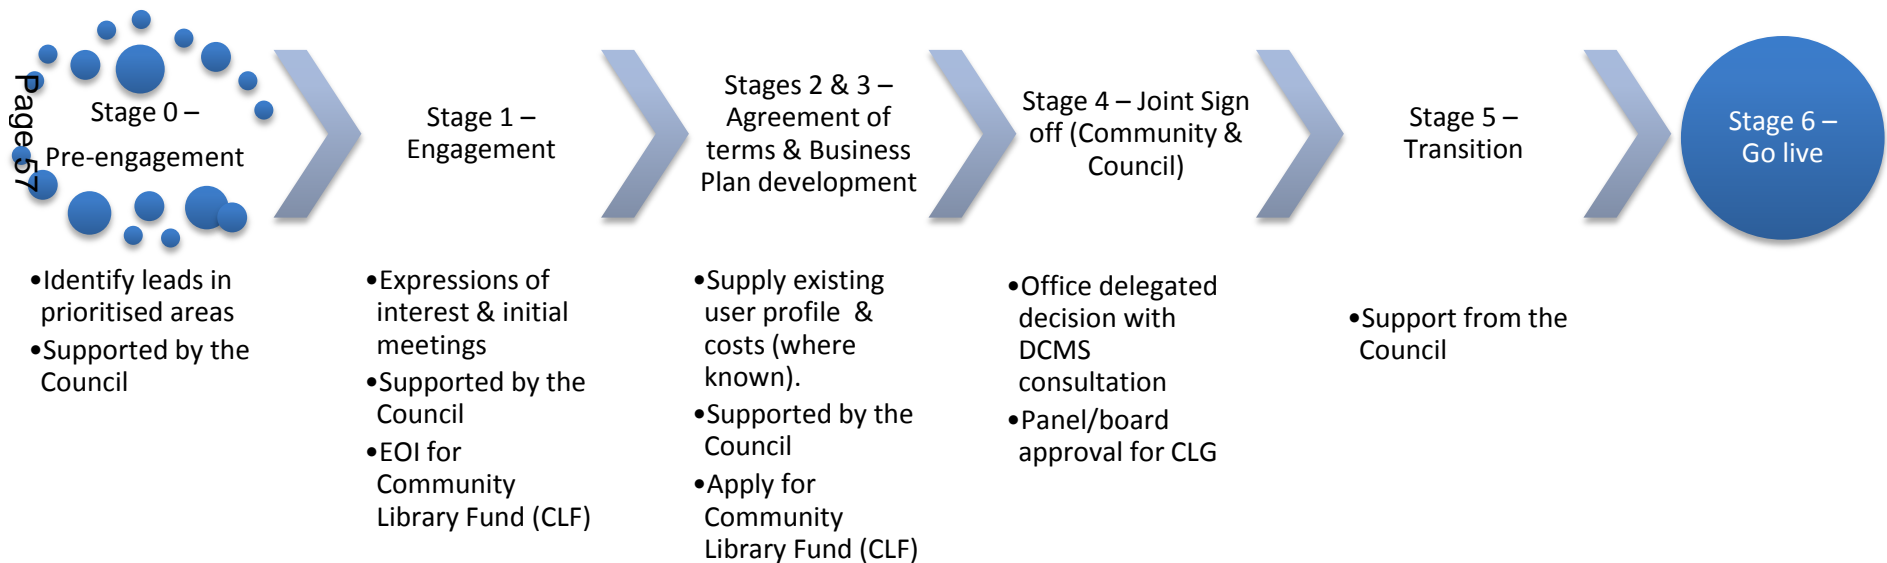 Page 57
Stage 0 –
Pre-engagement
•Identify leads in
prioritised areas
•Supported by the
Council
Stage 1 –
Engagement
•Expressions of
interest & initial
meetings
•Supported by the
Council
•EOI for
Community
Library Fund (CLF)
Stages 2 & 3 –
Agreement of
terms & Business
Plan development
•Supply existing
user profile & 
costs (where
known).
•Supported by the
Council
•Apply for
Community
Library Fund (CLF)
Stage 4 – Joint Sign
off (Community &
Council)
•Office delegated
decision with
DCMS
consultation
•Panel/board
approval for CLG
Stage 5 –
Transition
•Support from the
Council
Stage 6 –
Go live